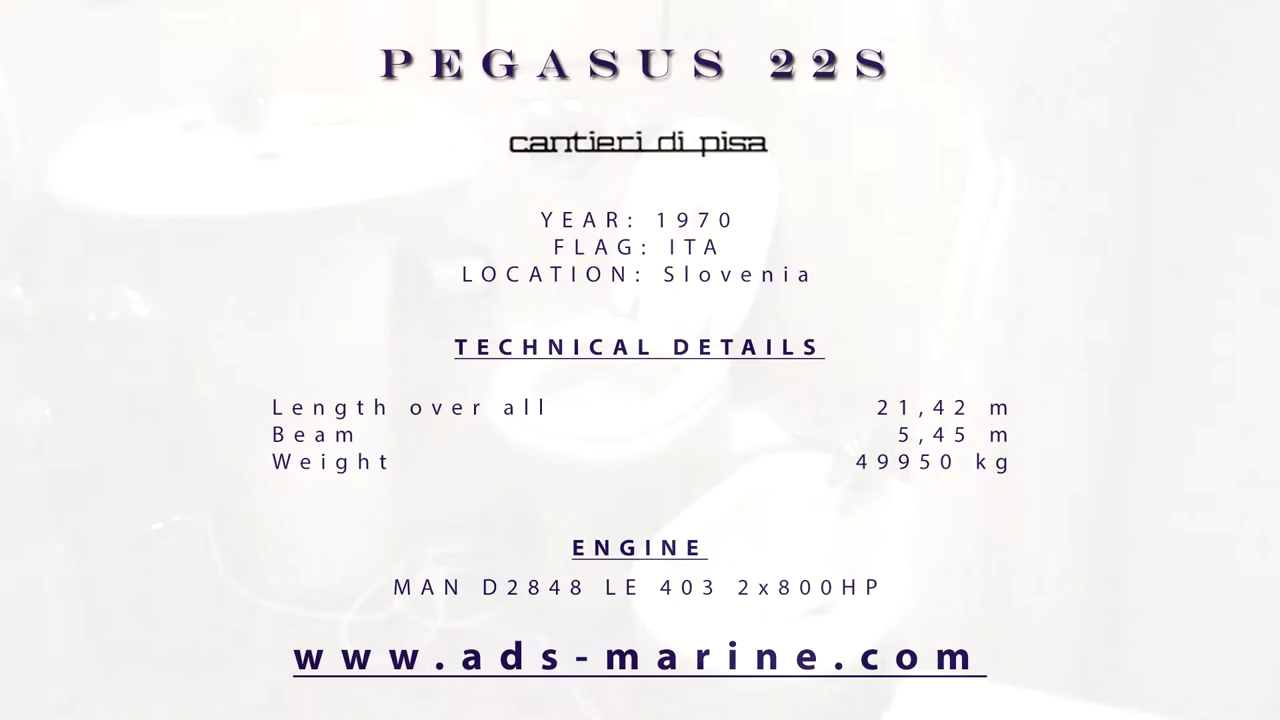 PEGASUS 22S
cantieri di pisa
YEAR: 1970
FLAG: ITA
LOCATION: Slovenia
TECHNICAL DETAILS
Length over all 21,42 m
Beam 5,45 m
Weight 49950 kg
ENGINE
MAN D2848 LE 403 2x800HP
www.ads-marine.com